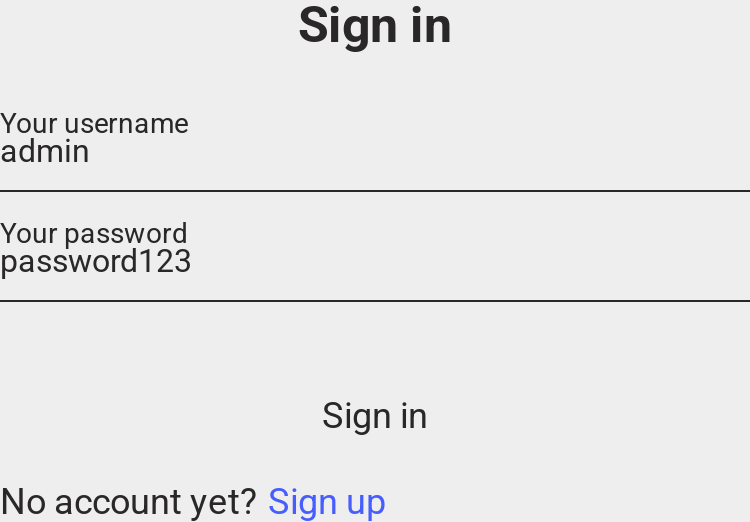 Sign in
Your username
admin
Your password
password123
Sign in
No account yet? Sign up